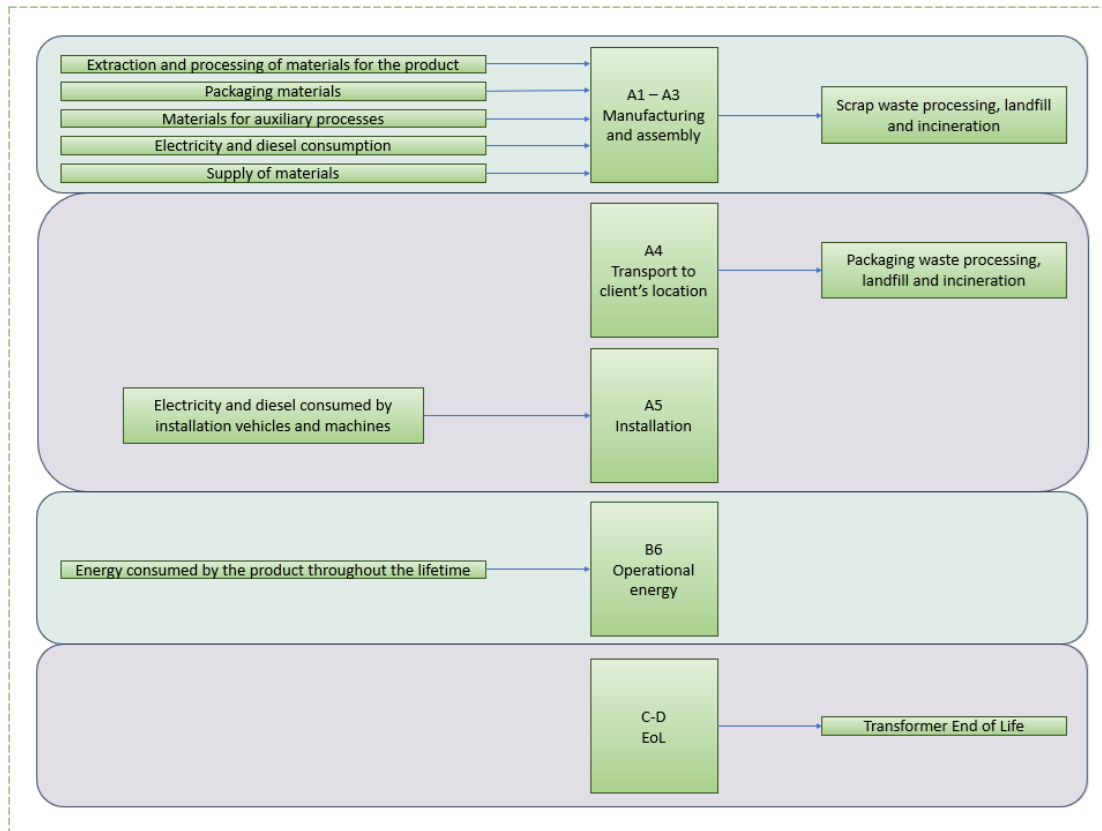 Extraction and processing of materials for the product
Packaging materials
Materials for auxiliary processes
Electricity and diesel consumption
Supply of materials
A1 – A3
Manufacturing
and assembly
Scrap waste processing, landfill
and incineration
A4
Transport to
client's location
Packaging waste processing,
landfill and incineration
Electricity and diesel consumed by
installation vehicles and machines
A5
Installation
Energy consumed by the product throughout the lifetime
B6
Operational
energy
C-D
EoL
Transformer End of Life